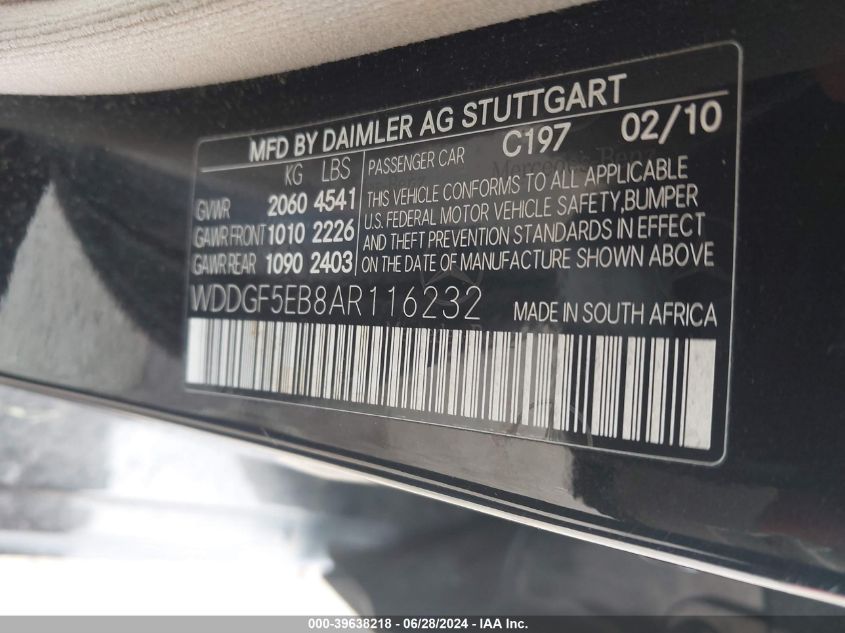 MFD BY DAIMLER AG STUTTGART
C197 02/10
KG LBS
GVWR 2060 4541
GAWR FRONT 1010 2226
GAWR REAR 1090 2403
PASSENGER CAR
THIS VEHICLE CONFORMS TO ALL APPLICABLE
U.S. FEDERAL MOTOR VEHICLE SAFETY, BUMPER
AND THEFT PREVENTION STANDARDS IN EFFECT
ON THE DATE OF MANUFACTURE SHOWN ABOVE
WDDGF5EB8AR116232 MADE IN SOUTH AFRICA
000-39638218 - 06/28/2024 - IAA Inc.